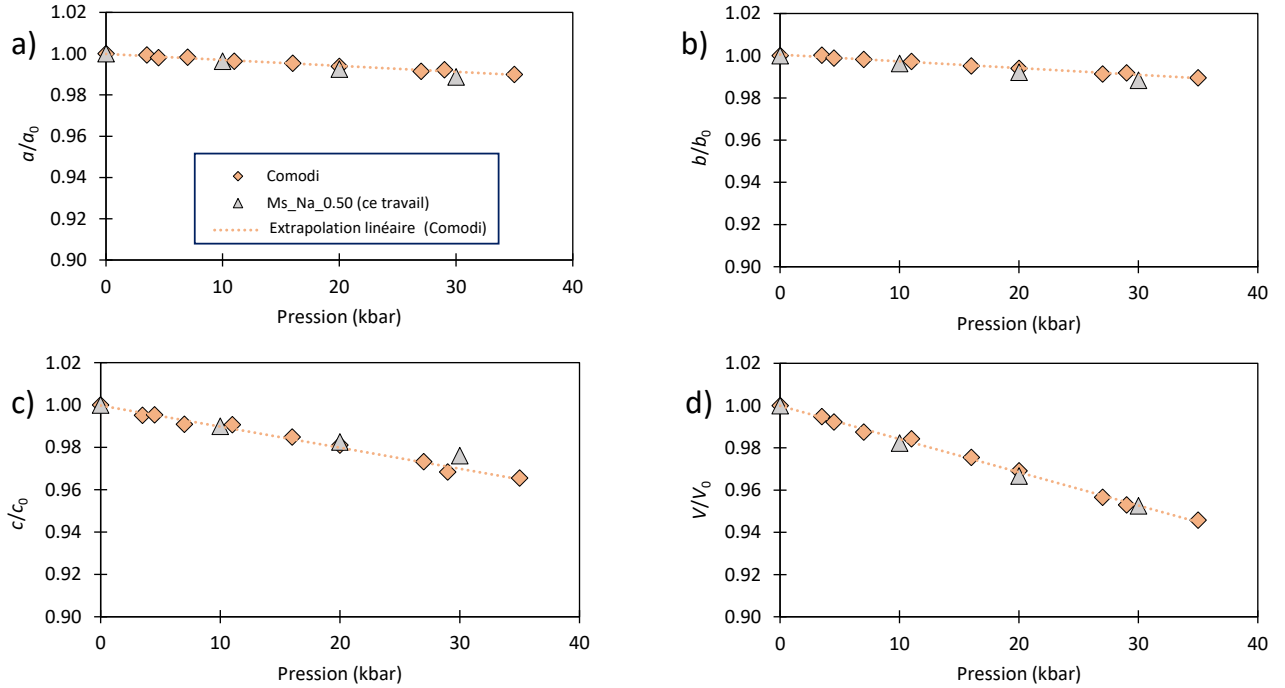 a)
1.02
1.00
0.98
0.96
0.94
0.92
0.90
a/a0
Comodi
Ms_Na_0.50 (ce travail)
Extrapolation linéaire (Comodi)
0 10 20 30 40
Pression (kbar)
b)
1.02
1.00
0.98
0.96
0.94
0.92
0.90
b/b0
0 10 20 30 40
Pression (kbar)
c)
1.02
1.00
0.98
0.96
0.94
0.92
0.90
c/c0
0 10 20 30 40
Pression (kbar)
d)
1.02
1.00
0.98
0.96
0.94
0.92
0.90
V/V0
0 10 20 30 40
Pression (kbar)